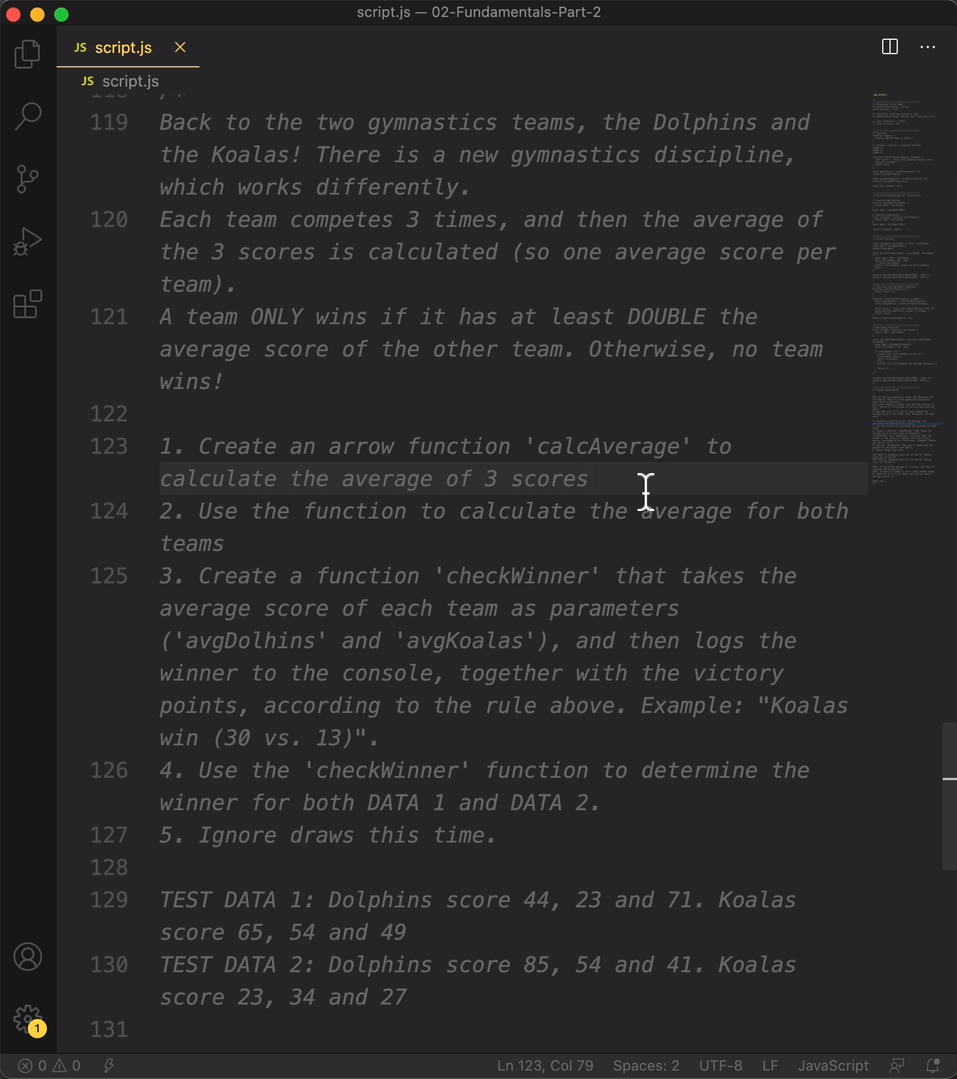 script.js — 02-Fundamentals-Part-2
JS script.js
JS script.js
119 Back to the two gymnastics teams, the Dolphins and
the Koalas! There is a new gymnastics discipline,
which works differently.
120 Each team competes 3 times, and then the average of
the 3 scores is calculated (so one average score per
team).
121 A team ONLY wins if it has at least DOUBLE the
average score of the other team. Otherwise, no team
wins!
122
123 1. Create an arrow function 'calcAverage' to
calculate the average of 3 scores
124 2. Use the function to calculate the average for both
teams
125 3. Create a function 'checkWinner' that takes the
average score of each team as parameters
('avgDolhins' and 'avgKoalas'), and then logs the
winner to the console, together with the victory
points, according to the rule above. Example: "Koalas
win (30 vs. 13)".
126 4. Use the 'checkWinner' function to determine the
winner for both DATA 1 and DATA 2.
127 5. Ignore draws this time.
128
129 TEST DATA 1: Dolphins score 44, 23 and 71. Koalas
score 65, 54 and 49
130 TEST DATA 2: Dolphins score 85, 54 and 41. Koalas
score 23, 34 and 27
131
1
0 0 Ln 123, Col 79 Spaces: 2 UTF-8 LF JavaScript